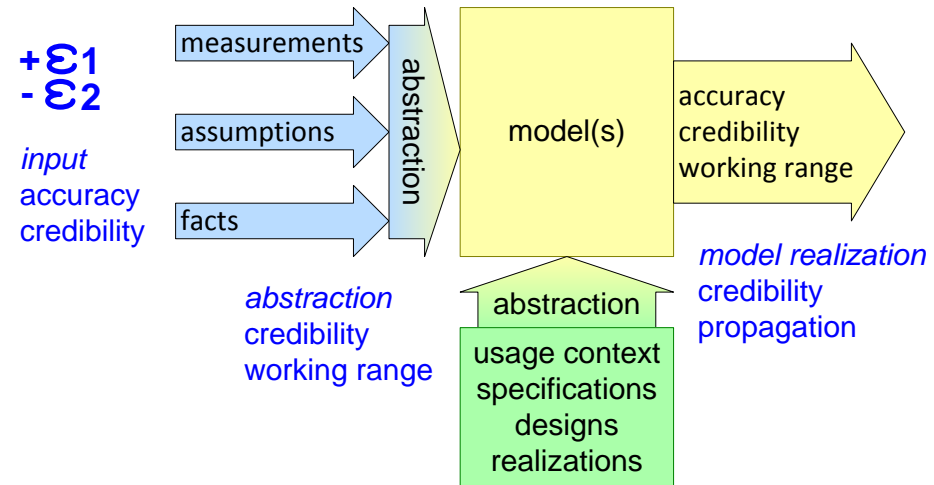 +ε1
- ε2
input
accuracy
credibility
measurements
assumptions
facts
abstraction
abstraction
credibility
working range
model(s)
accuracy
credibility
working range
model realization
credibility
propagation
abstraction
usage context
specifications
designs
realizations